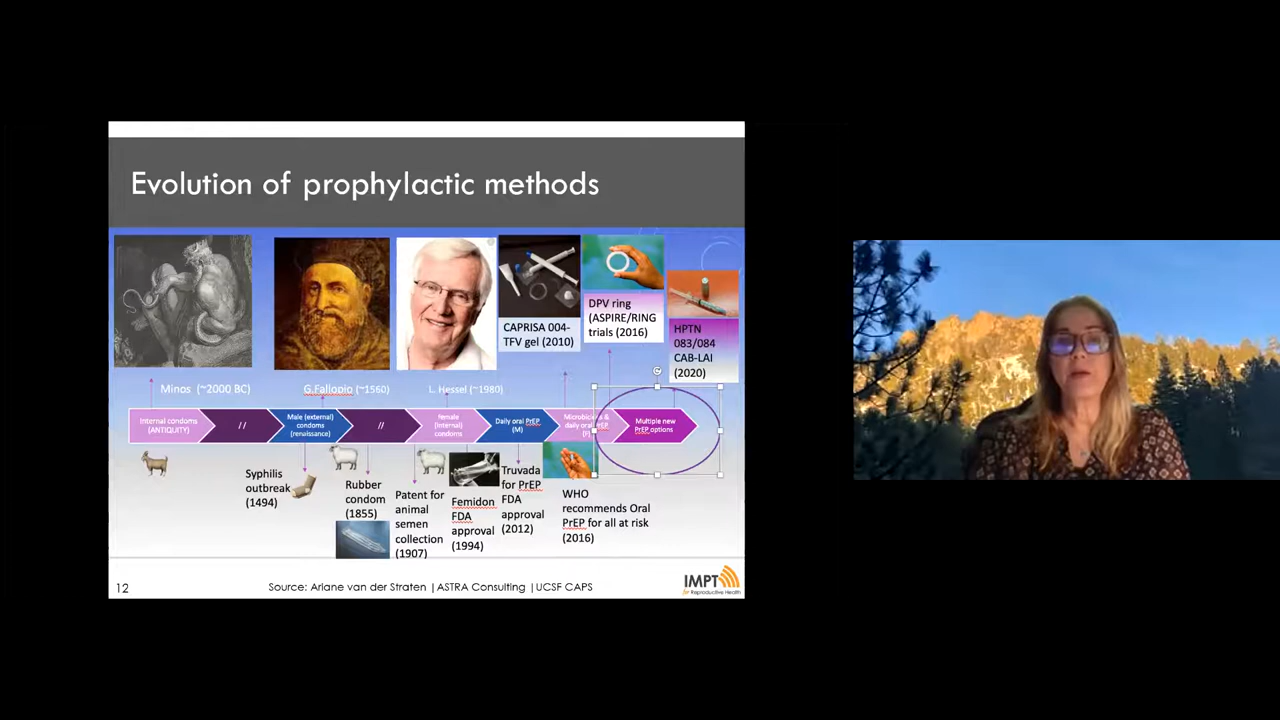 Evolution of prophylactic methods
CAPRISA 004-
TFV gel (2010)
DPV ring
(ASPIRE/RING
trials (2016)
HPTN
083/084
CAB-LAI
(2020)
Minos (~2000 BC)
G.Fallopio (~1560)
L. Hessel (~1980)
Internal condoms
(ANTIQUITY)
//
Male (external)
condoms
(renaissance)
//
Female
(internal)
condoms
Daily oral PrEP
(M)
Microbicides &
daily oral PrEP
(F)
Multiple new
PrEP options
Syphilis
outbreak
(1494)
Rubber
condom
(1855)
Patent for
animal
semen
collection
(1907)
Femidon
FDA
approval
(1994)
Truvada
for PrEP
FDA
approval
(2012)
WHO
recommends Oral
PrEP for all at risk
(2016)
12
Source: Ariane van der Straten |ASTRA Consulting |UCSF CAPS
IMPT
for Reproductive Health